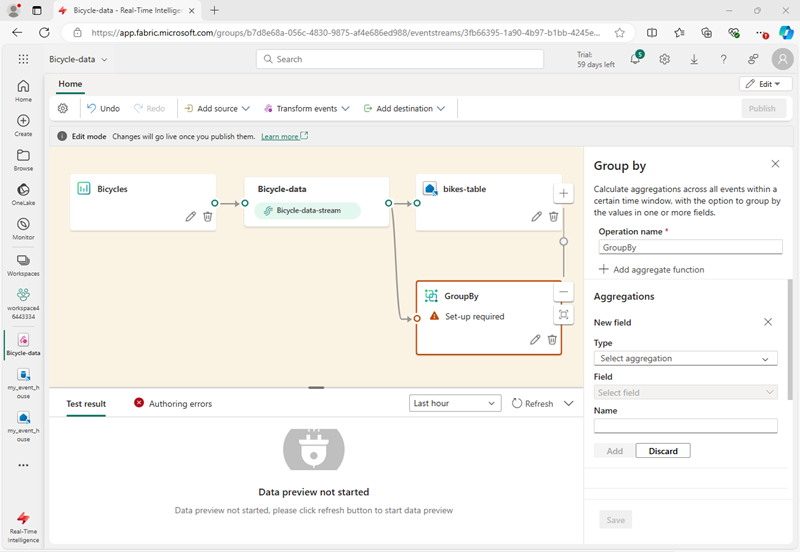 Bicycle-data - Real-Time Intelligence
https://app.fabric.microsoft.com/groups/b7d8e68a-056c-4830-9875-af4e686ed988/eventstreams/3fb66395-1a90-4b97-b1bb-4245e...
Bicycle-data
Search
Trial:
59 days left
5
Home
Edit
Undo
Redo
Add source
Transform events
Add destination
Publish
Edit mode
Changes will go live once you publish them.
Learn more
Home
Create
Browse
OneLake
Monitor
Workspaces
workspace4
6443334
Bicycle-data
my_event_h
ouse
my_event_h
ouse
Real-Time
Intelligence
Bicycles
Bicycle-data
Bicycle-data-stream
bikes-table
GroupBy
Set-up required
Test result
Authoring errors
Last hour
Refresh
Data preview not started
Data preview not started, please click refresh button to start data preview
Group by
Calculate aggregations across all events within a
certain time window, with the option to group by
the values in one or more fields.
Operation name *
GroupBy
Add aggregate function
Aggregations
New field
Type
Select aggregation
Field
Select field
Name
Add
Discard
Save